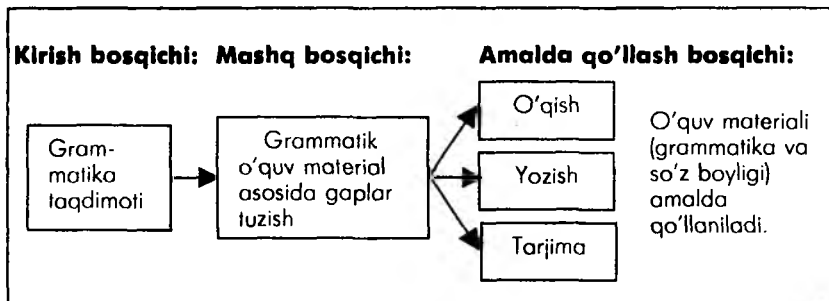 Kirish bosqichi: Mashq bosqichi: Amalda qo'llash bosqichi:
Gram-
matika
taqdimoti
Grammatik
o'quv material
asosida gaplar
tuzish
O'qish
Yozish
Tarjima
O'quv materiali
(grammatika va
so'z boyligi)
amalda
qo'llaniladi.